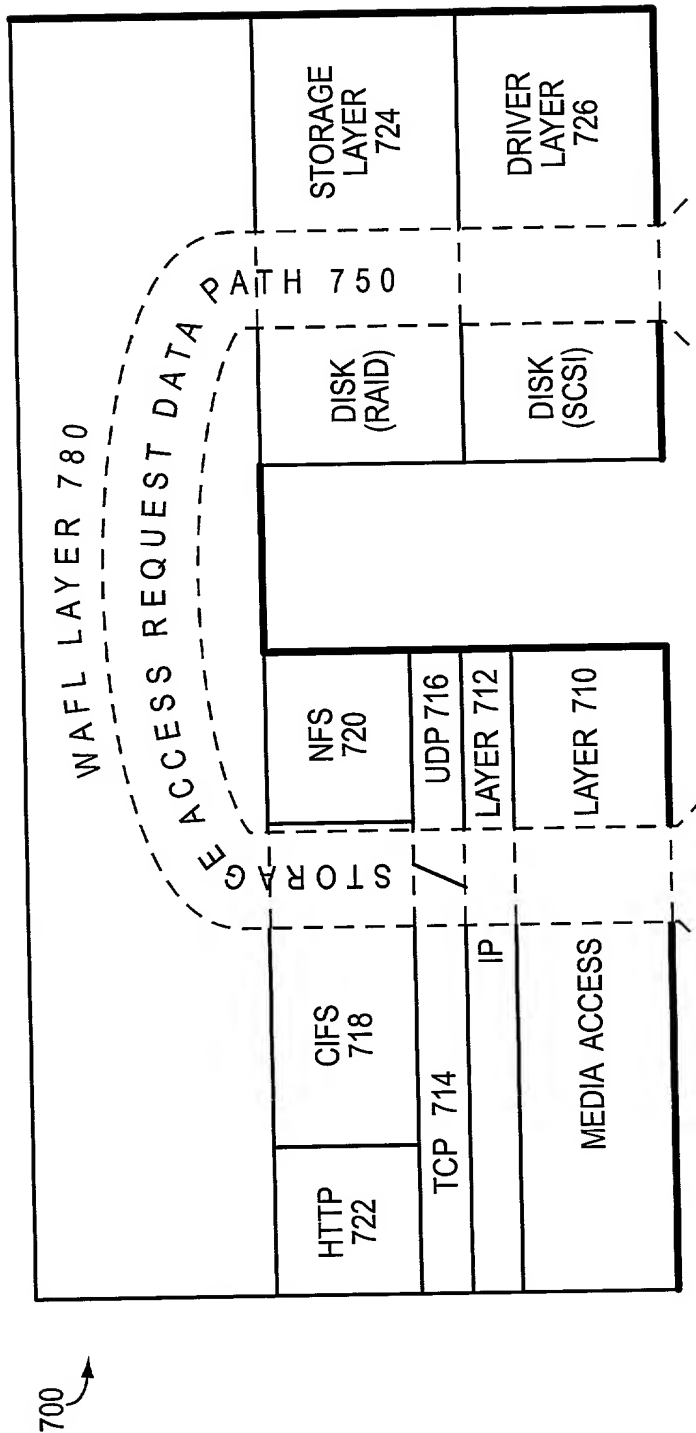 700
WAFL LAYER 780
STORAGE ACCESS REQUEST DATA PATH 750
HTTP
722
CIFS
718
NFS
720
TCP 714
UDP 716
IP
LAYER 712
MEDIA ACCESS
LAYER 710
DISK
(RAID)
STORAGE
LAYER
724
DISK
(SCSI)
DRIVER
LAYER
726